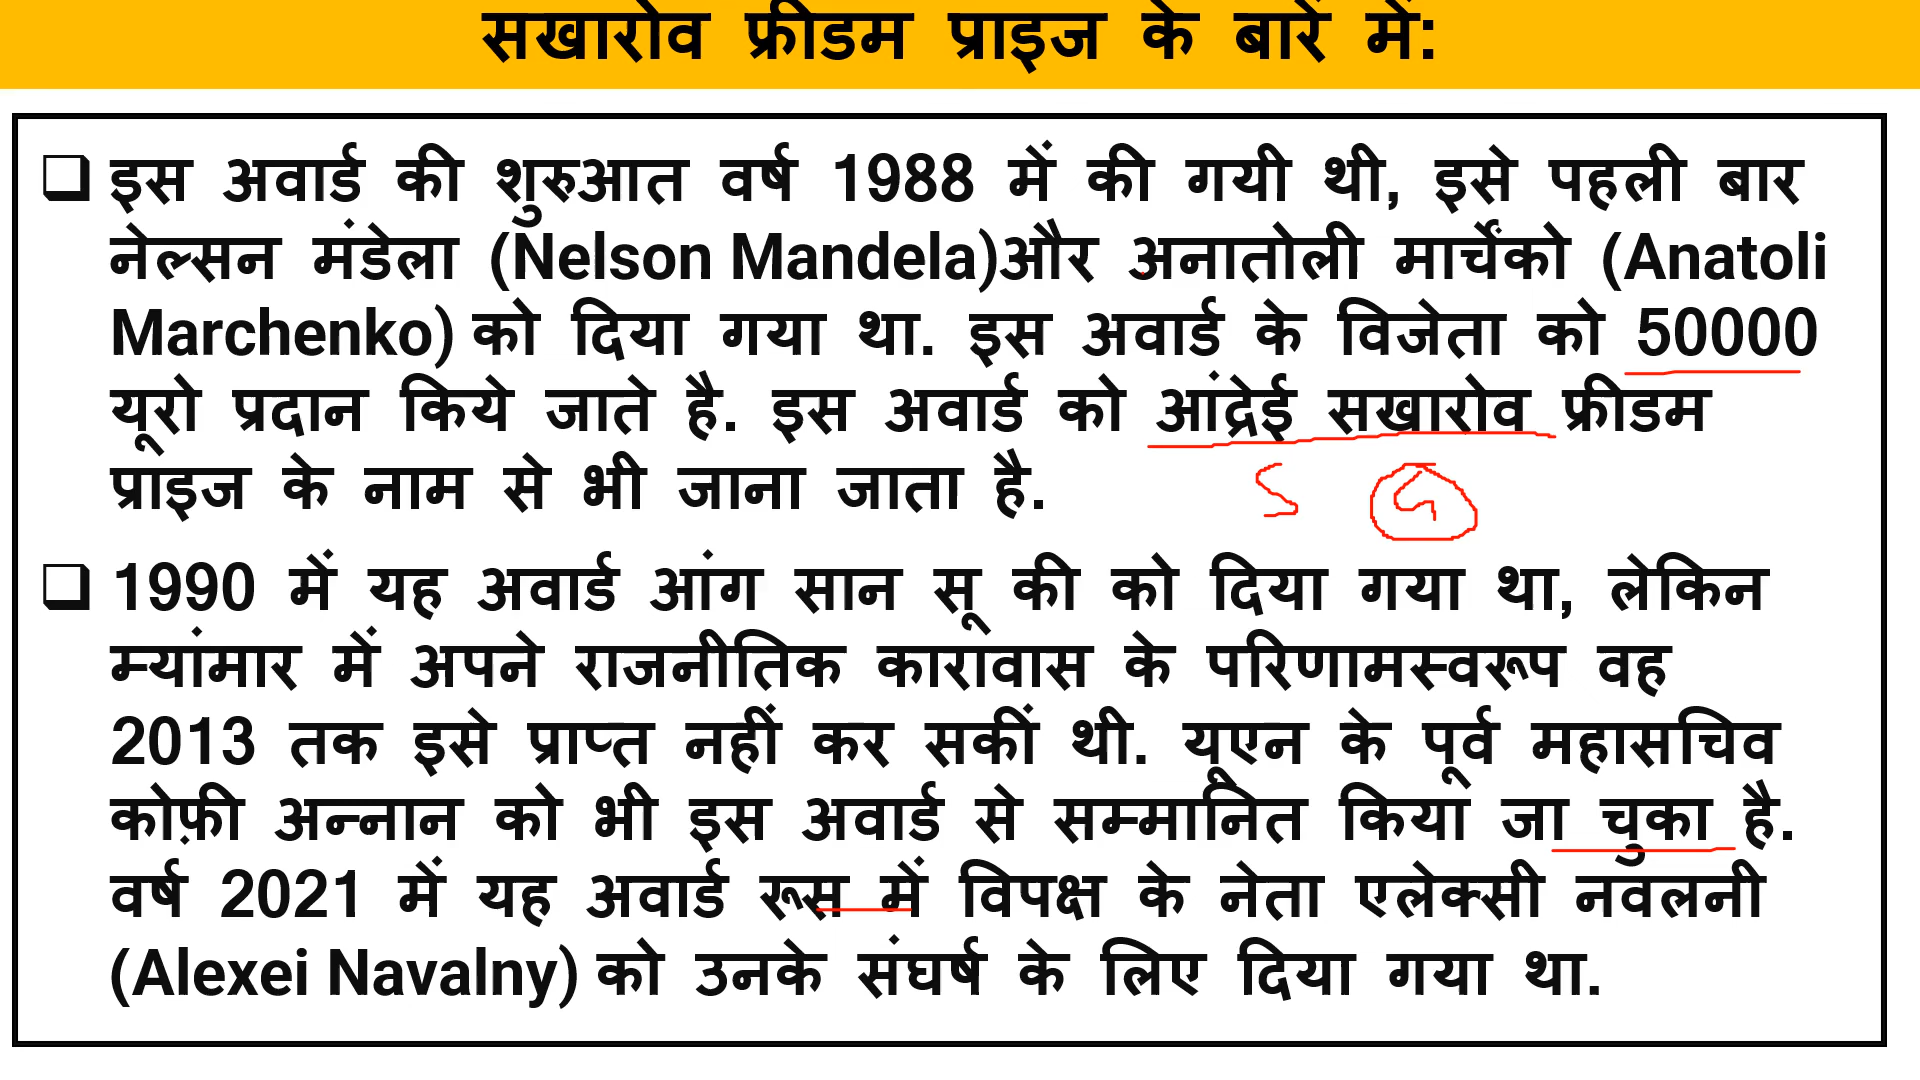 सखारोव फ्रीडम प्राइज के बारें में:
इस अवार्ड की शुरुआत वर्ष 1988 में की गयी थी, इसे पहली बार
नेल्सन मंडेला (Nelson Mandela)और अनातोली मार्चेंको (Anatoli
Marchenko) को दिया गया था. इस अवार्ड के विजेता को 50000
यूरो प्रदान किये जाते है. इस अवार्ड को आंद्रेई सखारोव फ्रीडम
प्राइज के नाम से भी जाना जाता है.
1990 में यह अवार्ड आंग सान सू की को दिया गया था, लेकिन
म्यांमार में अपने राजनीतिक कारावास के परिणामस्वरूप वह
2013 तक इसे प्राप्त नहीं कर सकीं थी. यूएन के पूर्व महासचिव
कोफ़ी अन्नान को भी इस अवार्ड से सम्मानित किया जा चुका है.
वर्ष 2021 में यह अवार्ड रूस में विपक्ष के नेता एलेक्सी नवलनी
(Alexei Navalny) को उनके संघर्ष के लिए दिया गया था.